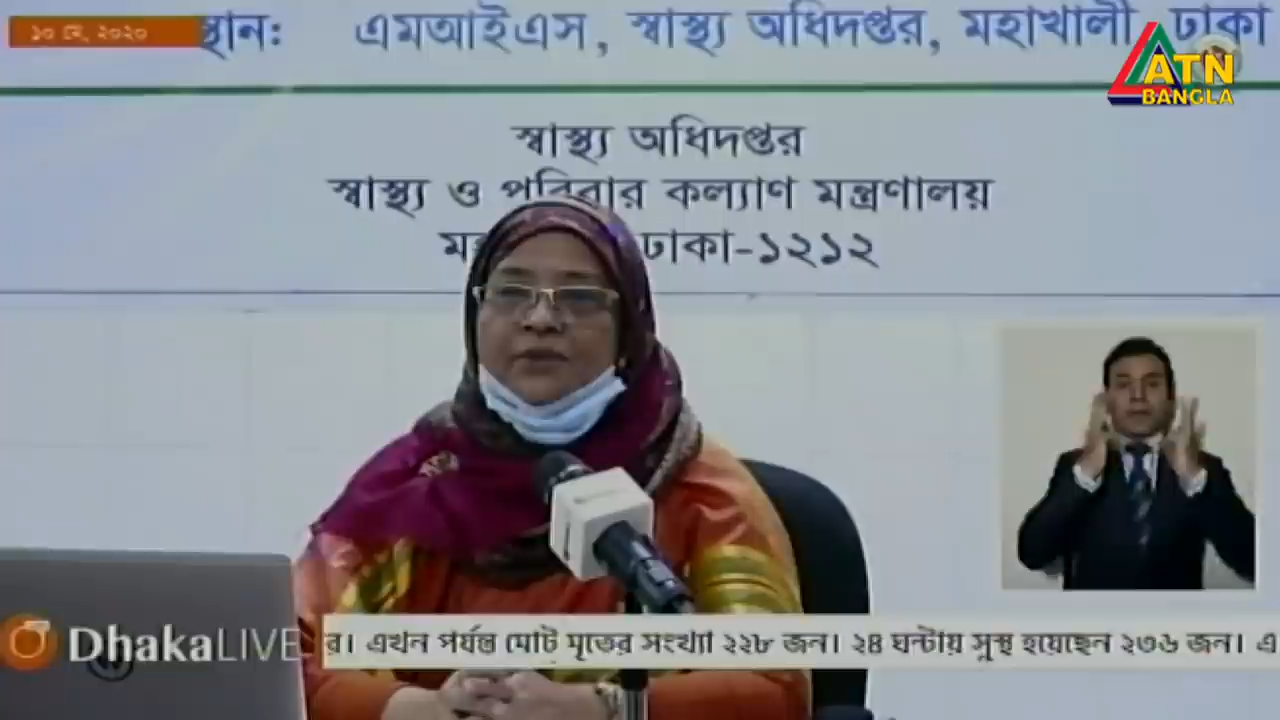 ১০ মে, ২০২০
স্থান: এমআইএস, স্বাস্থ্য অধিদপ্তর, মহাখালী, ঢাকা
ATN
BANGLA
স্বাস্থ্য অধিদপ্তর
স্বাস্থ্য ও পরিবার কল্যাণ মন্ত্রণালয়
ঢাকা-১২১২
DhakaLIVE
র। এখন পর্যন্ত মোট মৃতের সংখ্যা ২২৮ জন। ২৪ ঘন্টায় সুস্থ হয়েছেন ২৩৬ জন। এ